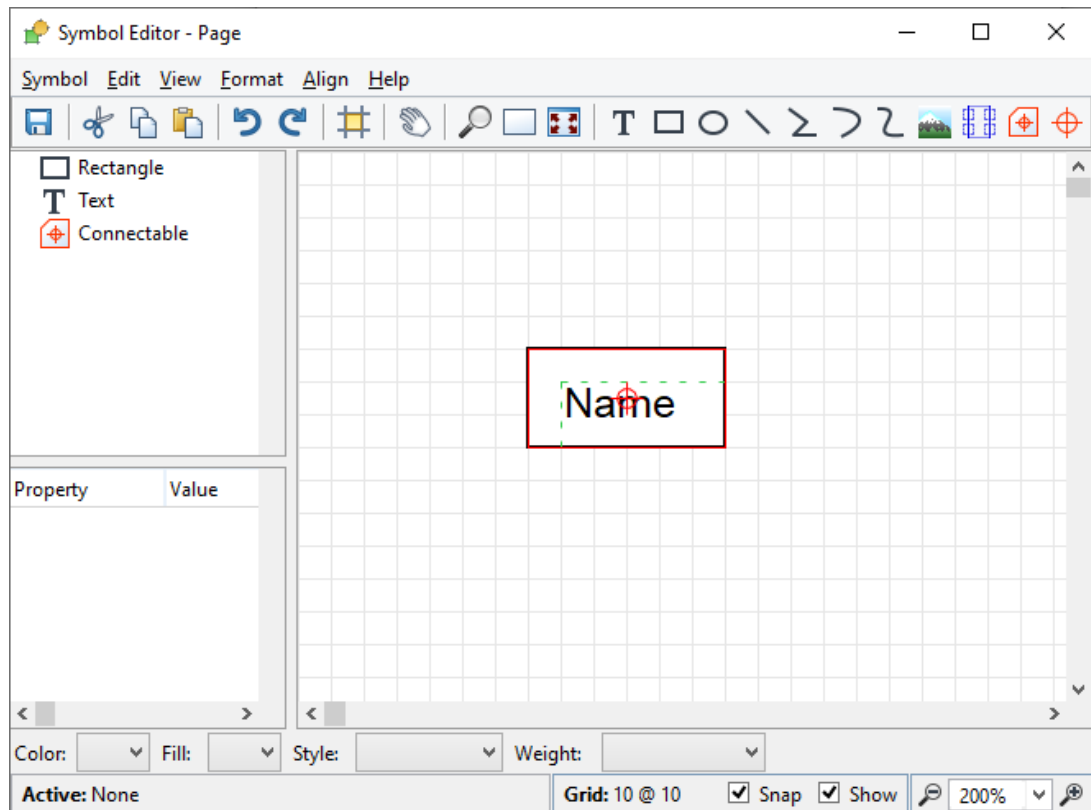 Symbol Editor - Page
Symbol Edit View Format Align Help
Rectangle
Text
Connectable
Name
Property Value
Color: Fill: Style: Weight:
Active: None Grid: 10 @ 10 Snap Show 200%